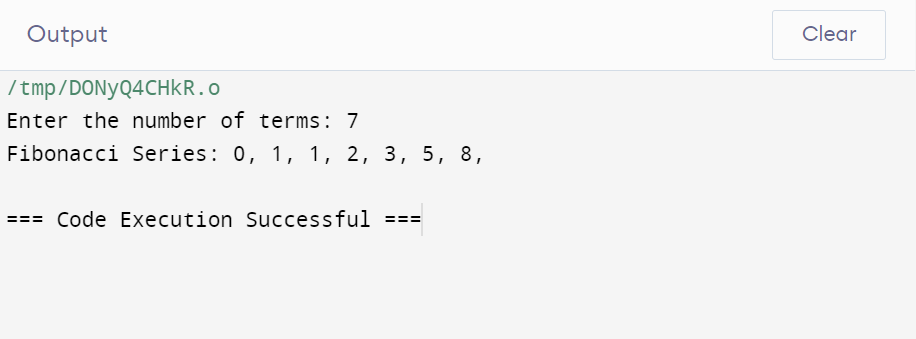 Output
Clear
/tmp/DONyQ4CHkR.o
Enter the number of terms: 7
Fibonacci Series: 0, 1, 1, 2, 3, 5, 8,
=== Code Execution Successful ===